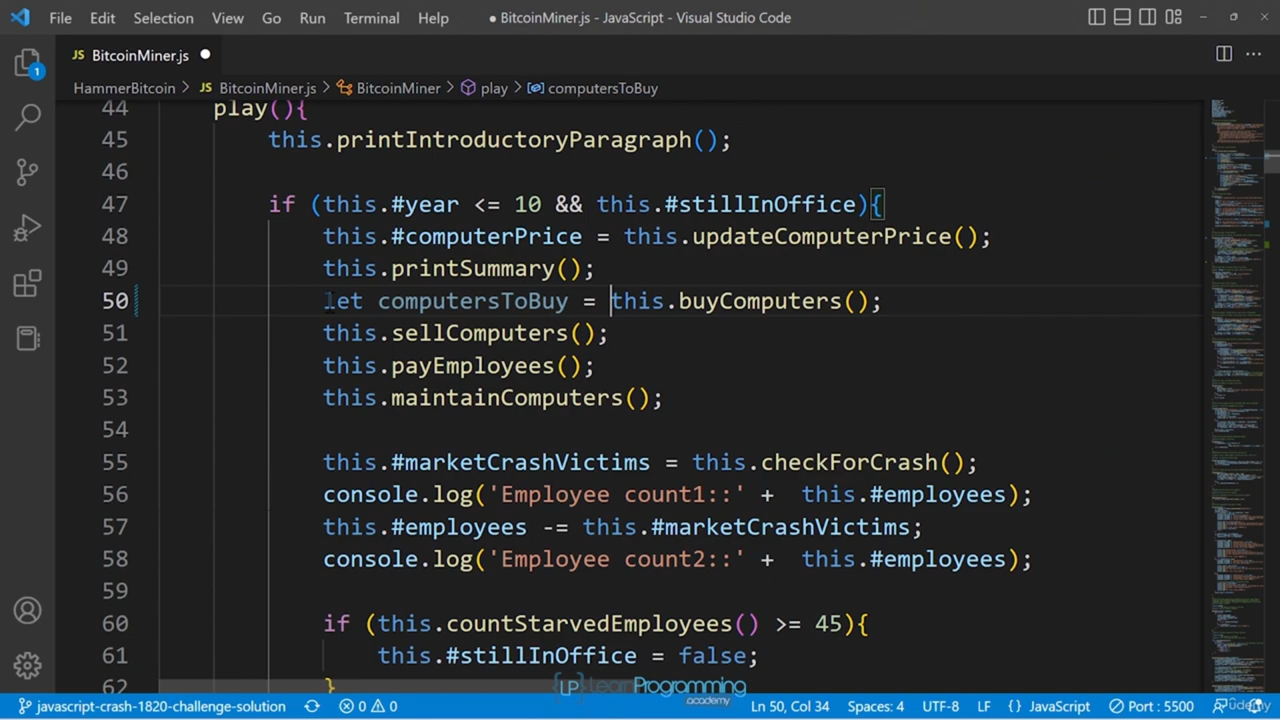 File Edit Selection View Go Run Terminal Help ● BitcoinMiner.js - JavaScript - Visual Studio Code
JS BitcoinMiner.js ●
HammerBitcoin > JS BitcoinMiner.js > BitcoinMiner > play > computersToBuy
1
44 play(){
45 this.printIntroductoryParagraph();
46
47 if (this.#year <= 10 && this.#stillInOffice){
48 this.#computerPrice = this.updateComputerPrice();
49 this.printSummary();
50 let computersToBuy = this.buyComputers();
51 this.sellComputers();
52 this.payEmployees();
53 this.maintainComputers();
54
55 this.#marketCrashVictims = this.checkForCrash();
56 console.log('Employee count1::' +  this.#employees);
57 this.#employees -= this.#marketCrashVictims;
58 console.log('Employee count2::' +  this.#employees);
59
60 if (this.countStarvedEmployees() >= 45){
61 this.#stillInOffice = false;
62 }
LP LearnProgramming
.academy
javascript-crash-1820-challenge-solution 0 0 Ln 50, Col 34 Spaces: 4 UTF-8 LF {} JavaScript Port : 5500
udemy